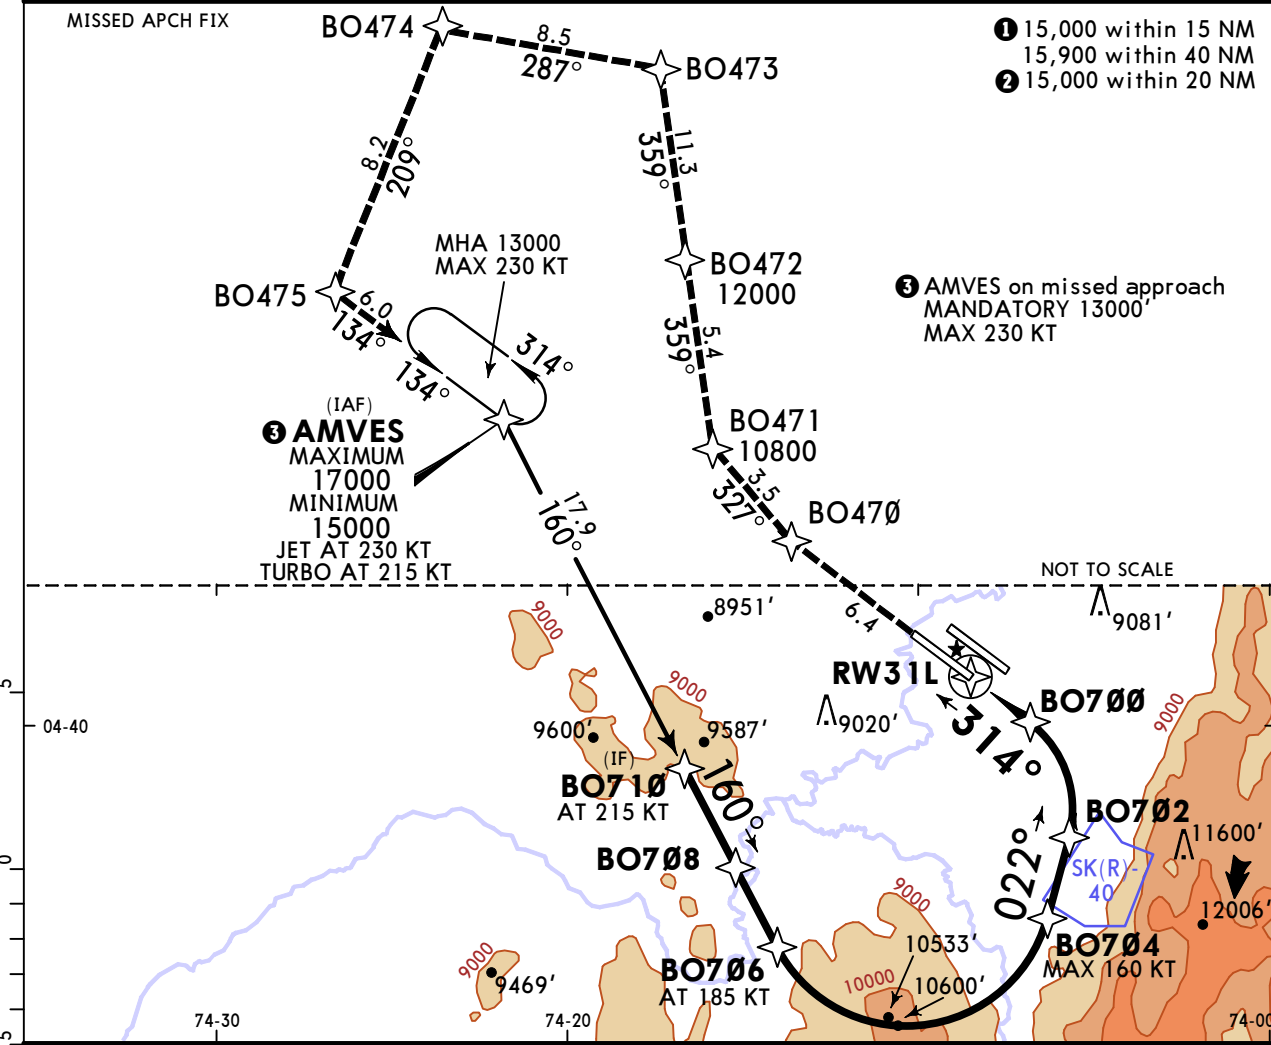 MISSED APCH FIX
BO474
8.5
287°
BO473
❶ 15,000 within 15 NM
15,900 within 40 NM
❷ 15,000 within 20 NM
8.2
209°
11.3
359°
MHA 13000
MAX 230 KT
BO472
12000
❸ AMVES on missed approach
MANDATORY 13000'
MAX 230 KT
BO475
6.0
134°
134°
314°
5.4
359°
(IAF)
❸ AMVES
MAXIMUM
17000
MINIMUM
15000
JET AT 230 KT
TURBO AT 215 KT
BO471
10800
3.5
327°
BO47Ø
17.9
160°
NOT TO SCALE
6.4
9000
8951'
9081'
RW31L
9000
9000
5
04-40
9600'
9587'
9020'
BO7ØØ
314°
(IF)
BO71Ø
AT 215 KT
160°
BO7Ø2
11600'
BO7Ø8
0
022°
SK(R)-
40
9000
12006'
9000
9469'
BO7Ø6
AT 185 KT
10533'
10000
10600'
BO7Ø4
MAX 160 KT
5
74-30
74-20
74-00